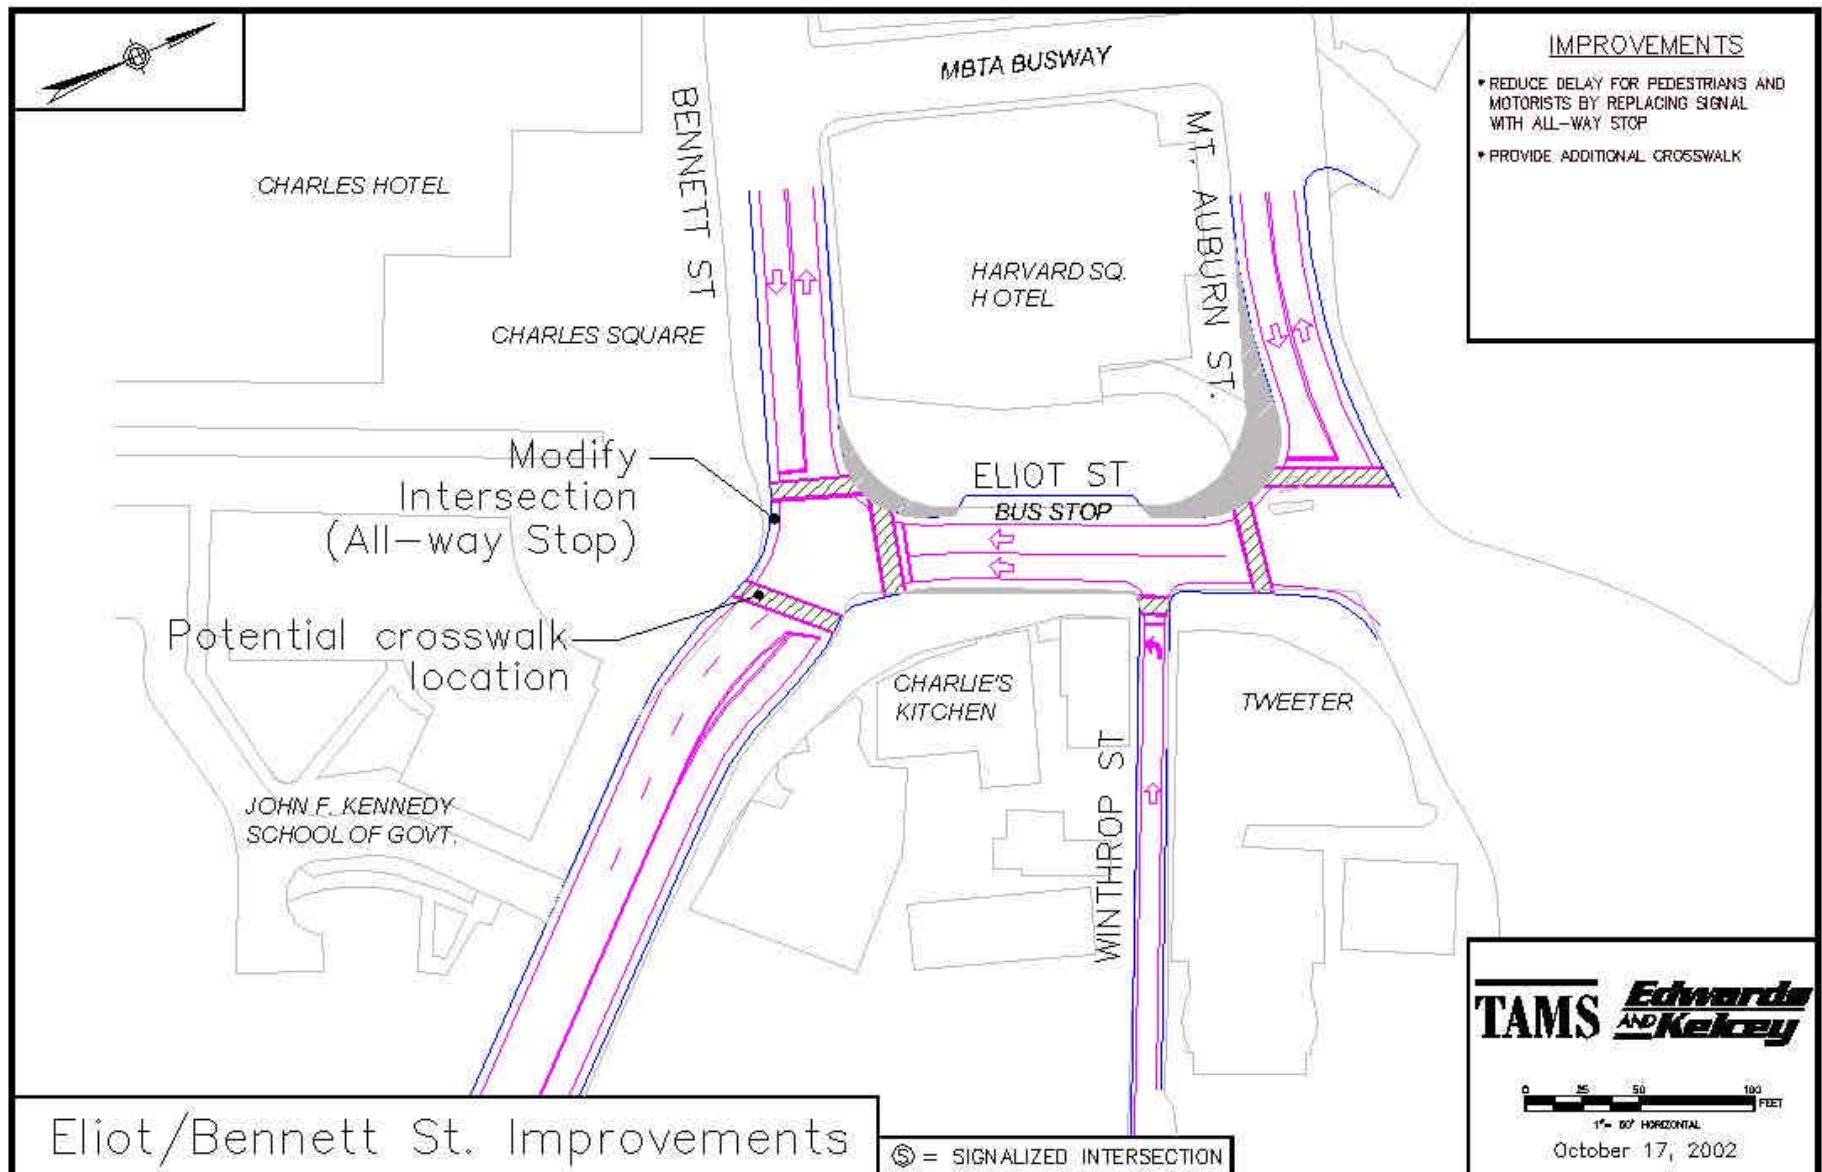 IMPROVEMENTS
• REDUCE DELAY FOR PEDESTRIANS AND
MOTORISTS BY REPLACING SIGNAL
WITH ALL-WAY STOP
• PROVIDE ADDITIONAL CROSSWALK
MBTA BUSWAY
BENNETT ST
MT. AUBURN ST.
CHARLES HOTEL
HARVARD SQ.
HOTEL
CHARLES SQUARE
Modify
Intersection
(All-way Stop)
ELIOT ST
BUS STOP
Potential crosswalk
location
CHARLIE'S
KITCHEN
TWEETER
WINTHROP ST
JOHN F. KENNEDY
SCHOOL OF GOVT.
TAMS
Edwards
AND Kelcey
0 25 50 100
FEET
1"= 50' HORIZONTAL
October 17, 2002
Eliot/Bennett St. Improvements
Ⓢ = SIGNALIZED INTERSECTION